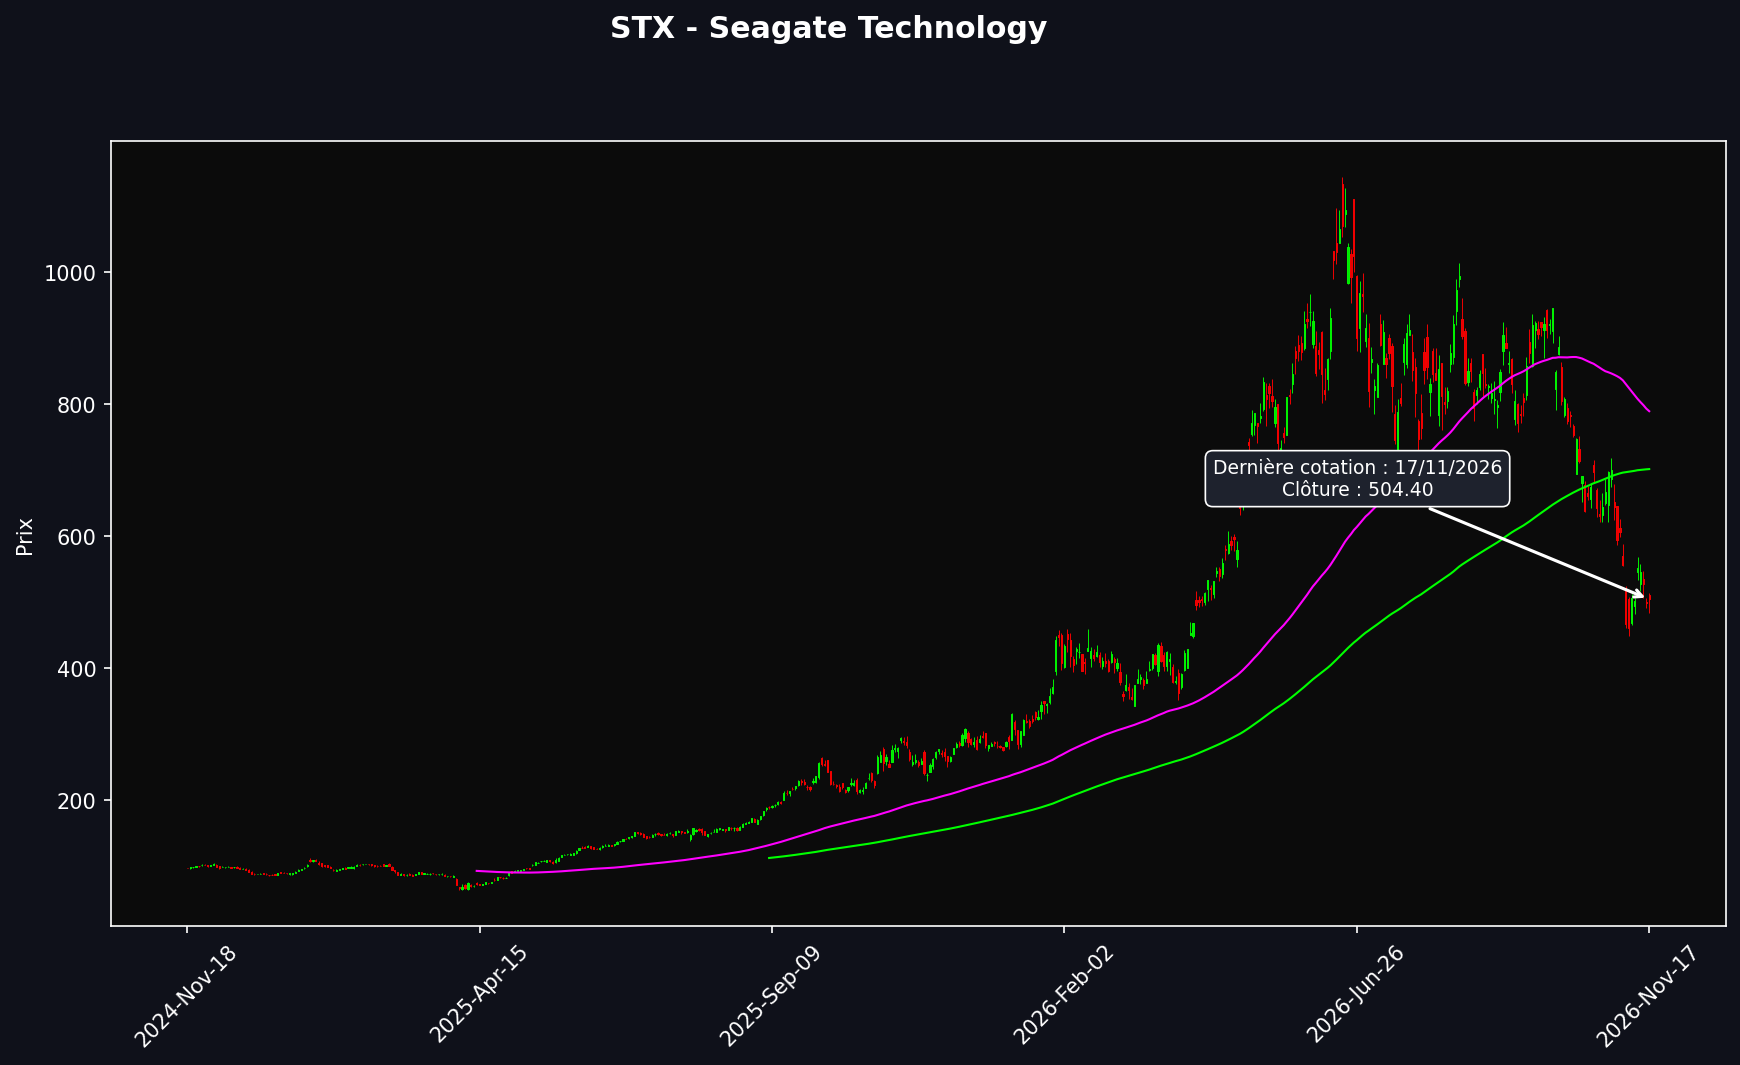 STX - Seagate Technology
Prix
1000
800
600
400
200
Dernière cotation : 17/11/2026
Clôture : 504.40
2024-Nov-18
2025-Apr-15
2025-Sep-09
2026-Feb-02
2026-Jun-26
2026-Nov-17